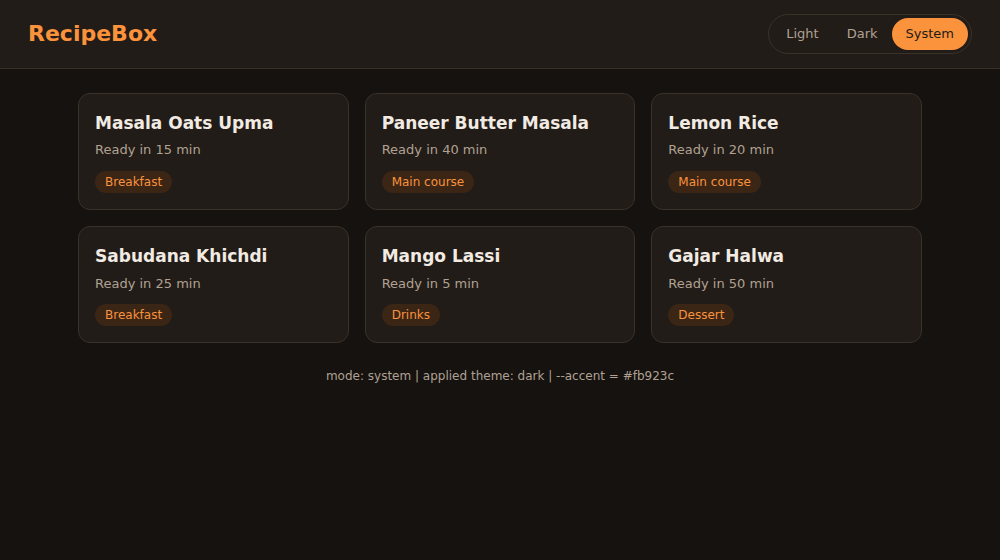 RecipeBox
Light Dark System
Masala Oats Upma
Ready in 15 min
Breakfast
Paneer Butter Masala
Ready in 40 min
Main course
Lemon Rice
Ready in 20 min
Main course
Sabudana Khichdi
Ready in 25 min
Breakfast
Mango Lassi
Ready in 5 min
Drinks
Gajar Halwa
Ready in 50 min
Dessert
mode: system | applied theme: dark | --accent = #fb923c